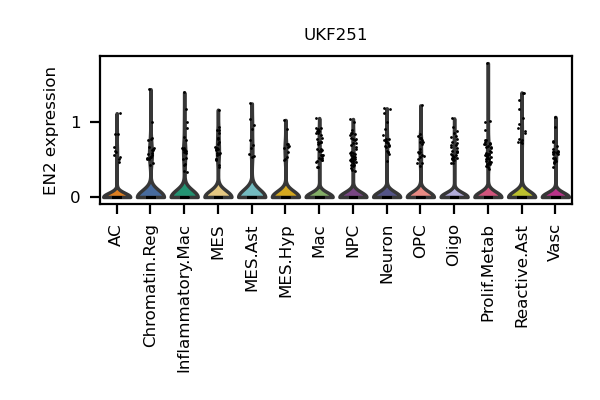 UKF251
EN2 expression
1
0
AC
Chromatin.Reg
Inflammatory.Mac
MES
MES.Ast
MES.Hyp
Mac
NPC
Neuron
OPC
Oligo
Prolif.Metab
Reactive.Ast
Vasc